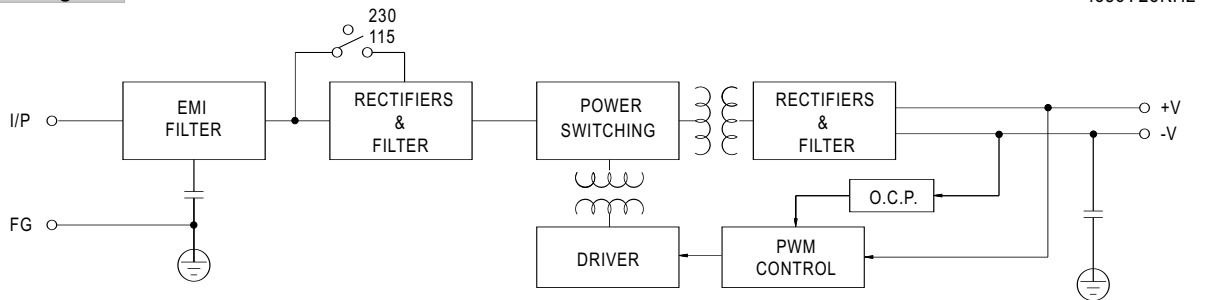 230
115
EMI
FILTER
RECTIFIERS
&
FILTER
POWER
SWITCHING
RECTIFIERS
&
FILTER
+V
-V
I/P
O.C.P.
FG
DRIVER
PWM
CONTROL